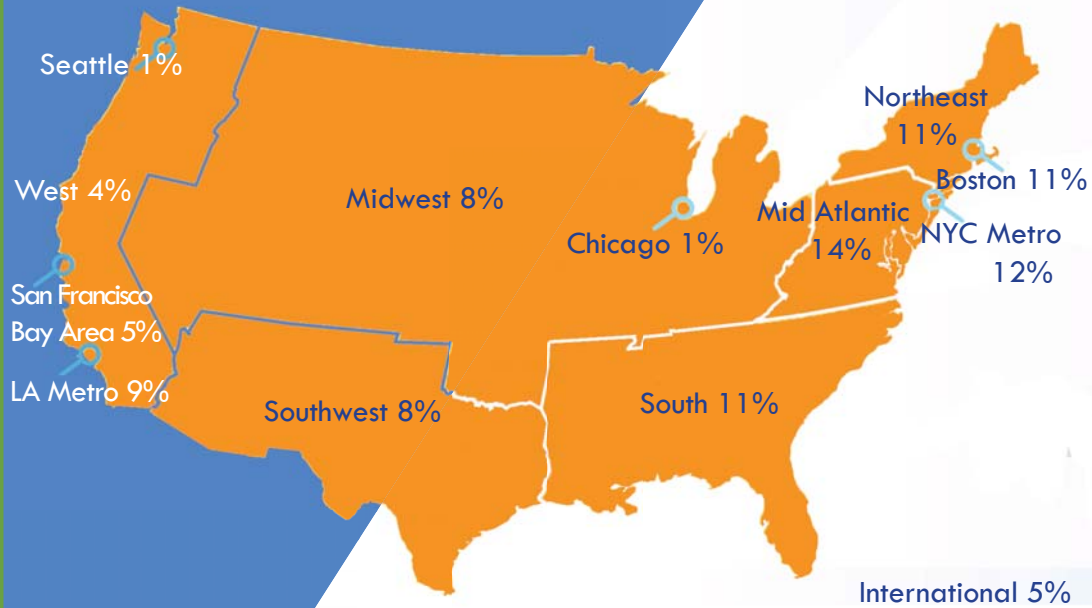 Seattle 1%
Northeast
11%
West 4%
Midwest 8%
Boston 11%
Mid Atlantic
14%
Chicago 1%
NYC Metro
12%
San Francisco
Bay Area 5%
LA Metro 9%
Southwest 8%
South 11%
International 5%